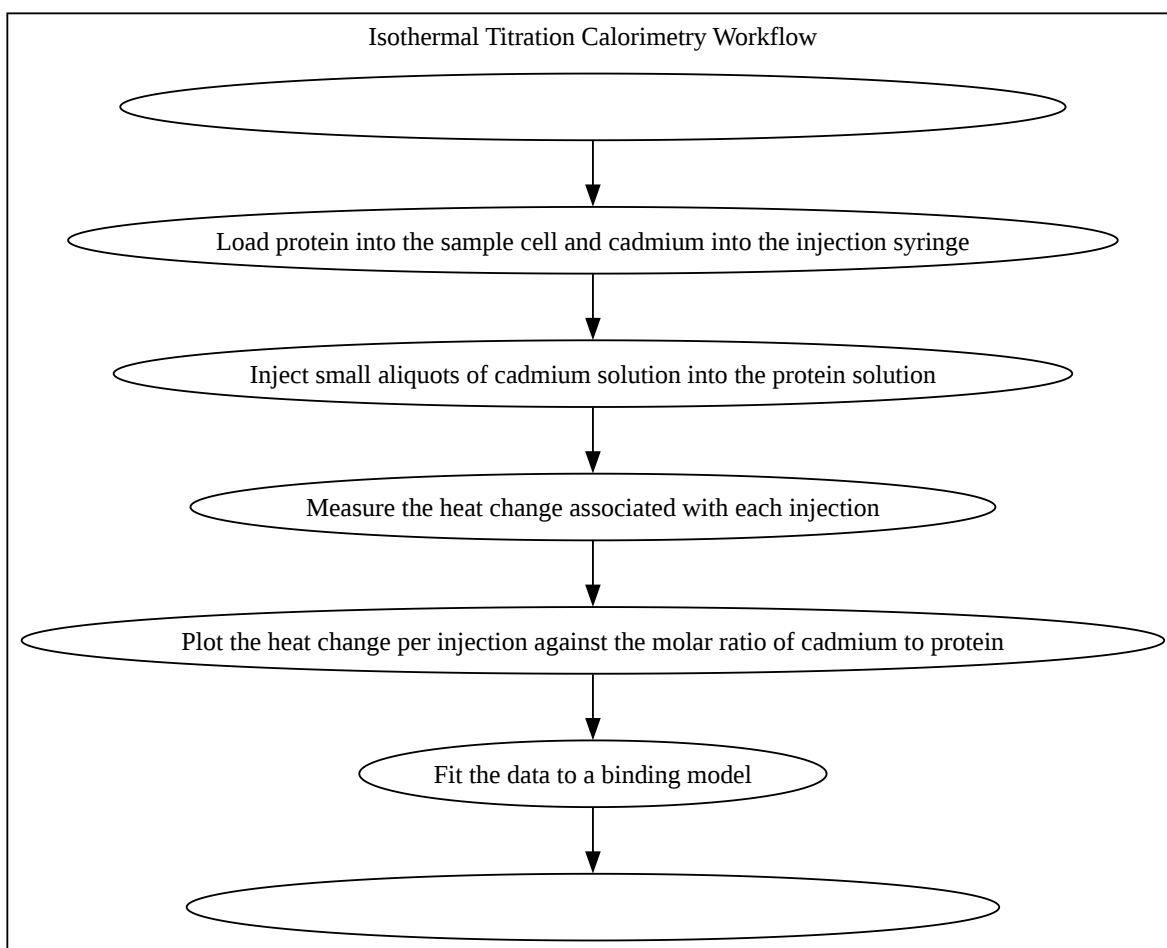 Isothermal Titration Calorimetry Workflow
Load protein into the sample cell and cadmium into the injection syringe
Inject small aliquots of cadmium solution into the protein solution
Measure the heat change associated with each injection
Plot the heat change per injection against the molar ratio of cadmium to protein
Fit the data to a binding model